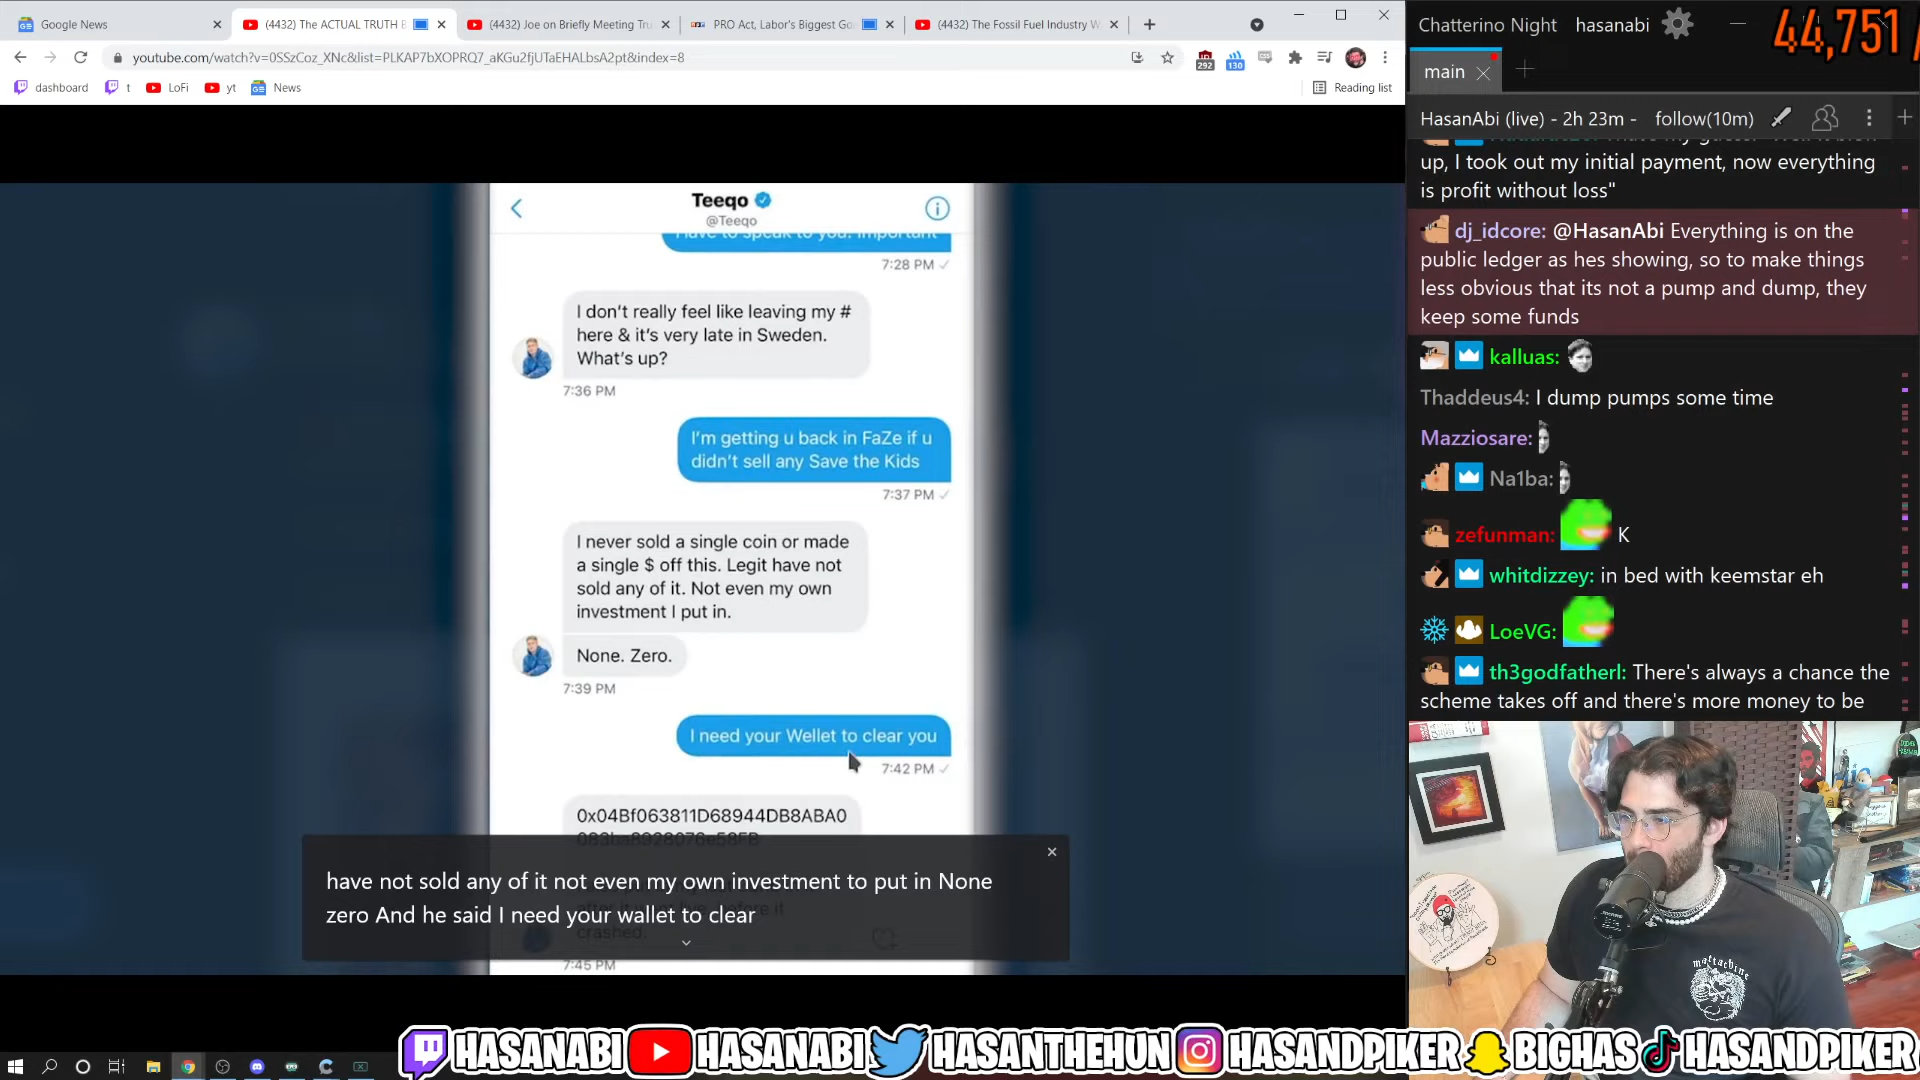 Google News
(4432) The ACTUAL TRUTH B
(4432) Joe on Briefly Meeting Tru
PRO Act, Labor's Biggest Go
(4432) The Fossil Fuel Industry W
youtube.com/watch?v=0SSzCoz_XNc&list=PLKAP7bXOPRQ7_aKGu2fjUTaEHALbsA2pt&index=8
292
130
dashboard
t
LoFi
yt
News
Reading list
Teeqo
@Teeqo
Have to speak to you. Important
7:28 PM
I don't really feel like leaving my #
here & it's very late in Sweden.
What's up?
7:36 PM
I'm getting u back in FaZe if u
didn't sell any Save the Kids
7:37 PM
I never sold a single coin or made
a single $ off this. Legit have not
sold any of it. Not even my own
investment I put in.
None. Zero.
7:39 PM
I need your Wellet to clear you
7:42 PM
0x04Bf063811D68944DB8ABA0
have not sold any of it not even my own investment to put in None
zero And he said I need your wallet to clear
crashed.
7:45 PM
Chatterino Night
hasanabi
44,751
main
HasanAbi (live) - 2h 23m -
follow(10m)
up, I took out my initial payment, now everything
is profit without loss"
dj_idcore: @HasanAbi Everything is on the
public ledger as hes showing, so to make things
less obvious that its not a pump and dump, they
keep some funds
kalluas:
Thaddeus4: I dump pumps some time
Mazziosare:
Na1ba:
zefunman: K
whitdizzey: in bed with keemstar eh
LoeVG:
th3godfatherl: There's always a chance the
scheme takes off and there's more money to be
mattachine
HASANABI HASANABI HASANTHEHUN HASANDPIKER BIGHAS HASANDPIKER